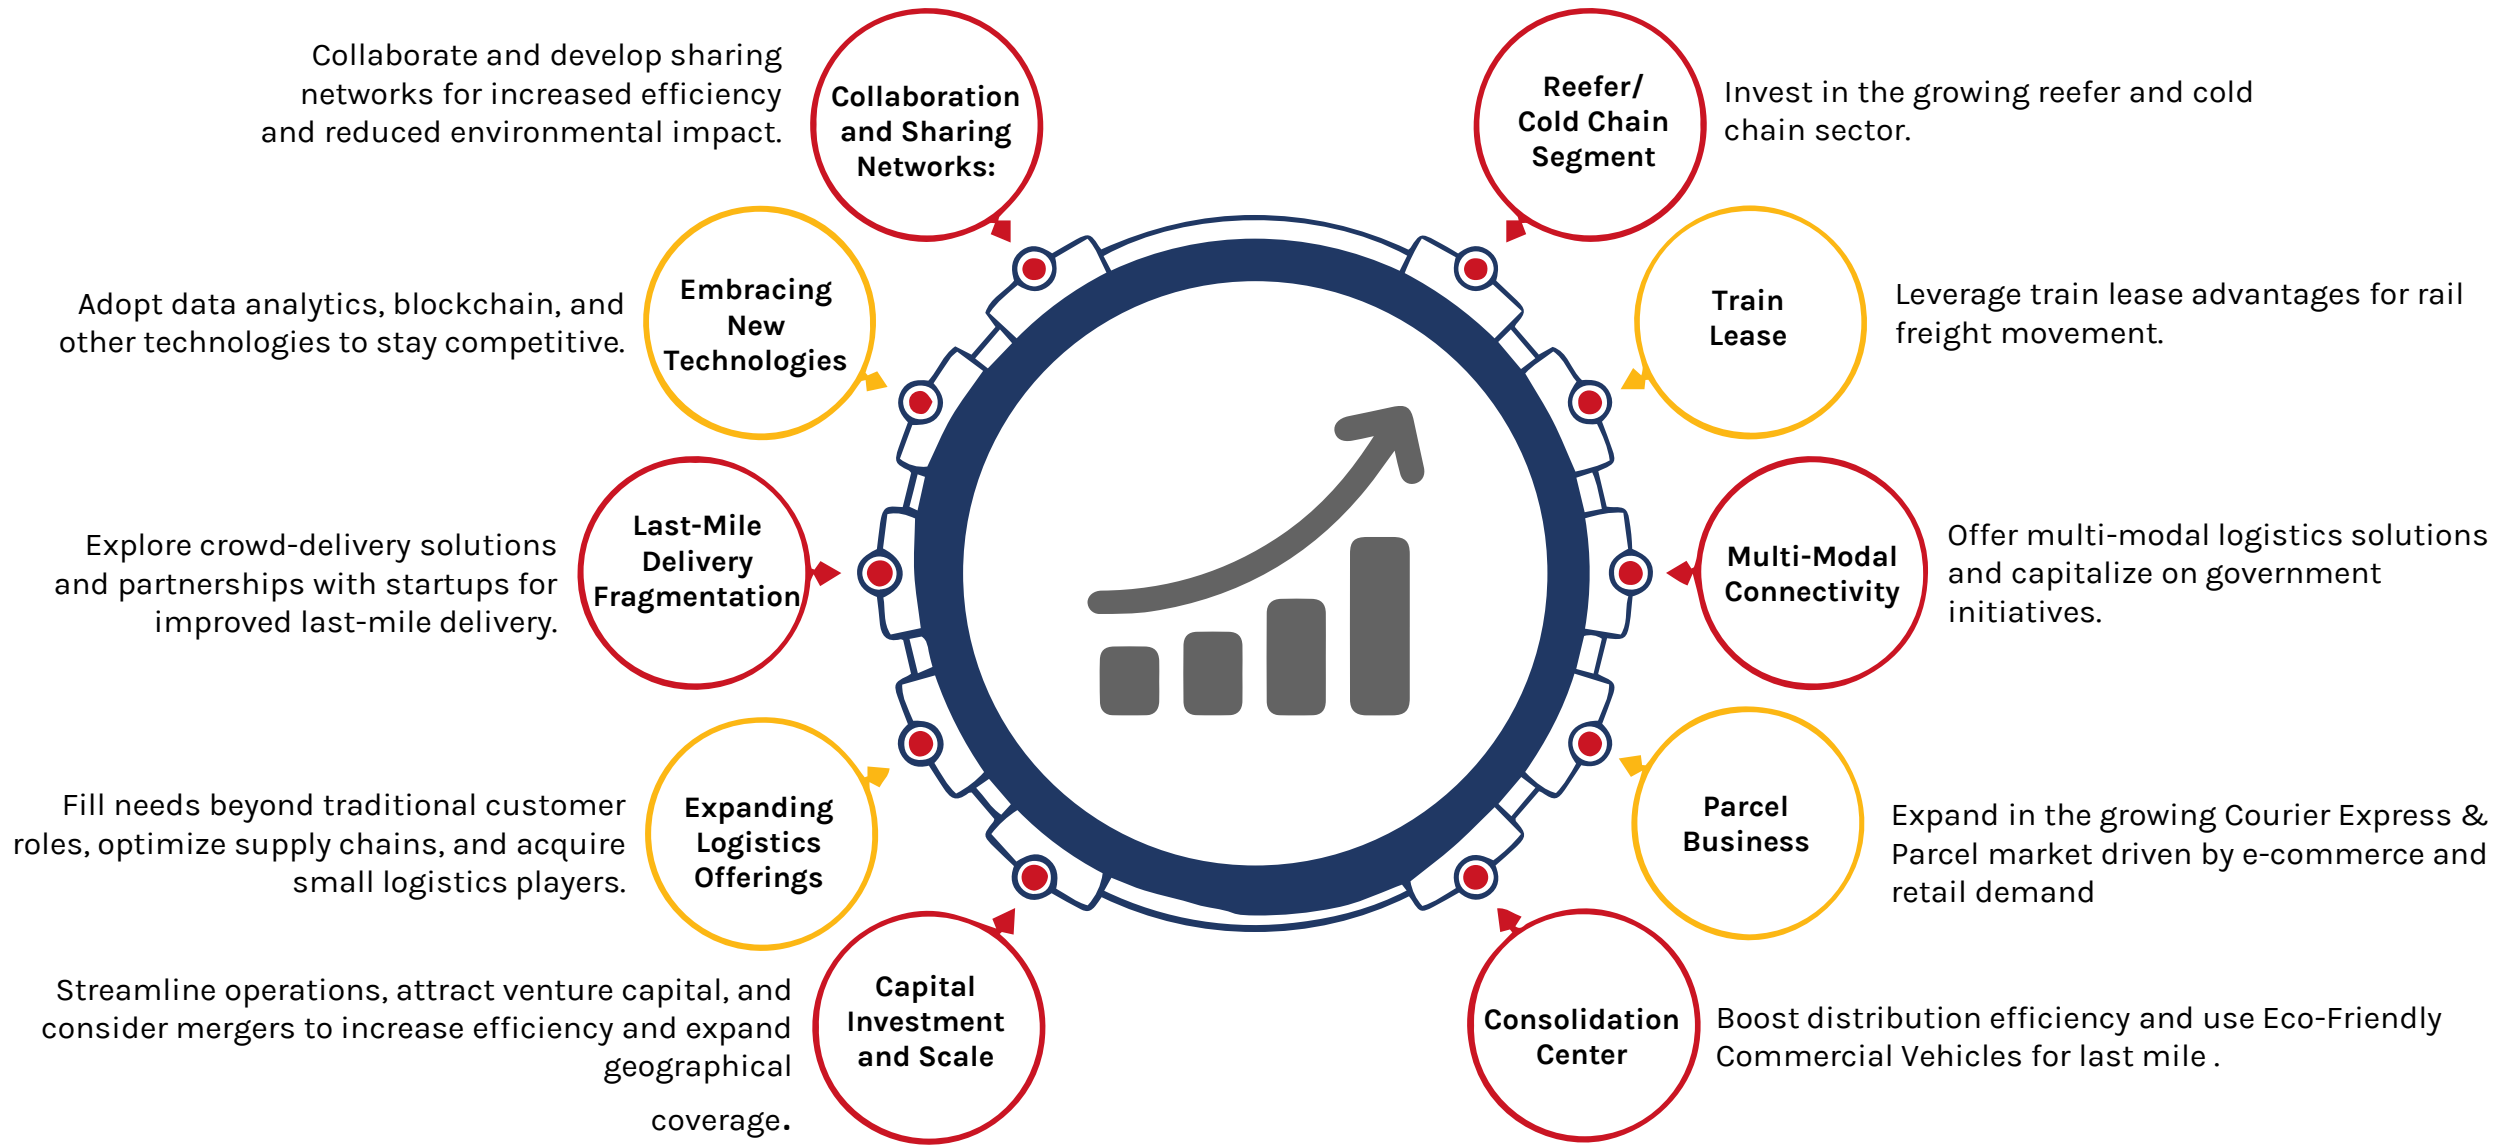 Collaborate and develop sharing
networks for increased efficiency
and reduced environmental impact.
Collaboration
and Sharing
Networks:
Adopt data analytics, blockchain, and
other technologies to stay competitive.
Embracing
New
Technologies
Explore crowd-delivery solutions
and partnerships with startups for
improved last-mile delivery.
Last-Mile
Delivery
Fragmentation
Fill needs beyond traditional customer
roles, optimize supply chains, and acquire
small logistics players.
Expanding
Logistics
Offerings
Streamline operations, attract venture capital, and
consider mergers to increase efficiency and expand
geographical
coverage.
Capital
Investment
and Scale
Reefer/
Cold Chain
Segment
Invest in the growing reefer and cold
chain sector.
Train
Lease
Leverage train lease advantages for rail
freight movement.
Multi-Modal
Connectivity
Offer multi-modal logistics solutions
and capitalize on government
initiatives.
Parcel
Business
Expand in the growing Courier Express &
Parcel market driven by e-commerce and
retail demand
Consolidation
Center
Boost distribution efficiency and use Eco-Friendly
Commercial Vehicles for last mile .